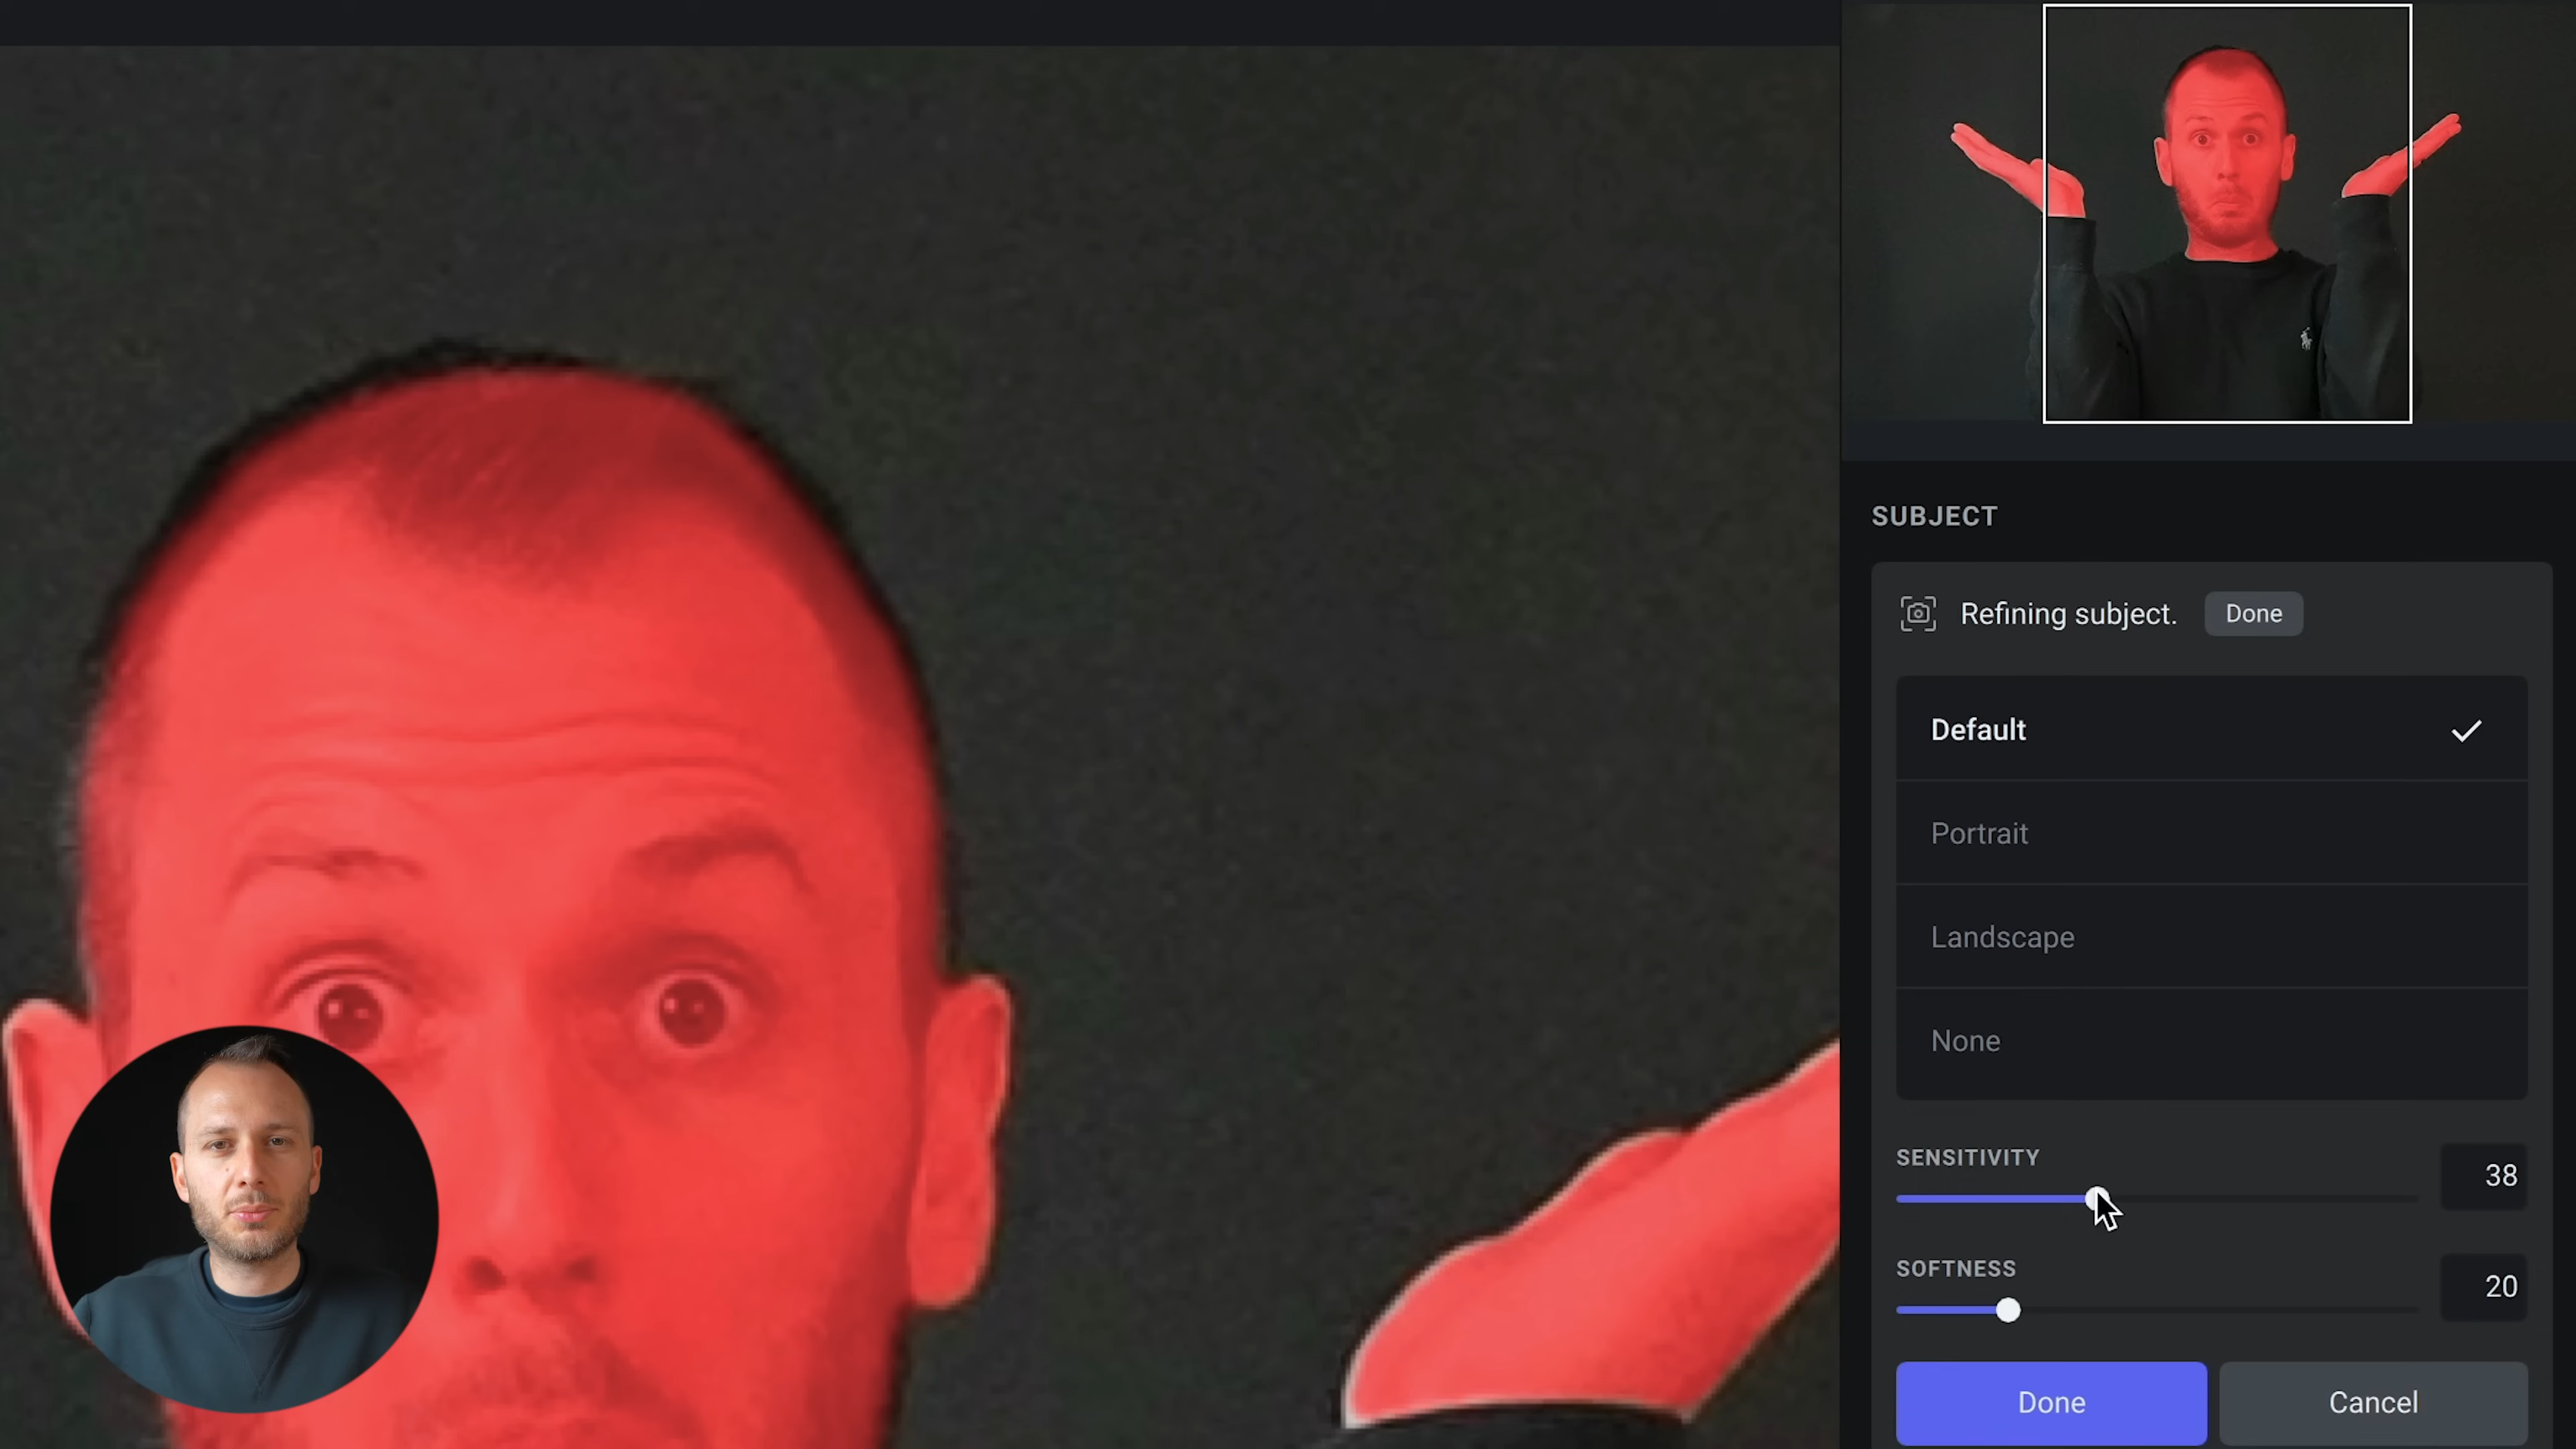 SUBJECT
Refining subject. Done
Default
Portrait
Landscape
None
SENSITIVITY
38
SOFTNESS
20
Done Cancel